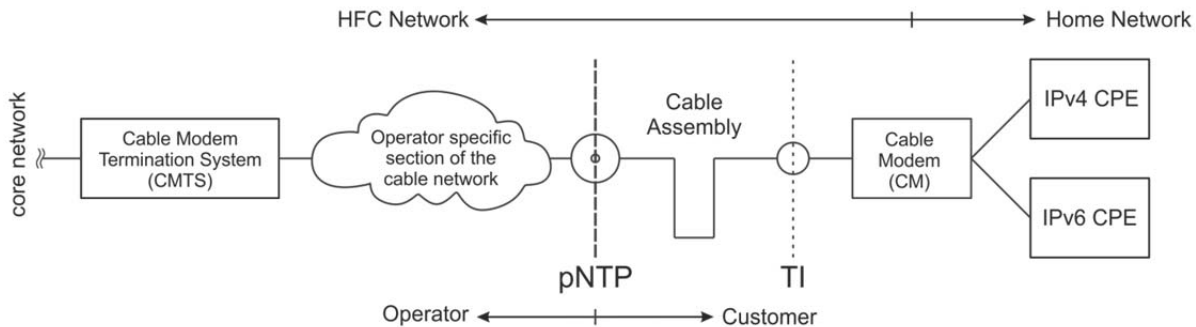 HFC Network
Home Network
core network
Cable Modem
Termination System
(CMTS)
Operator specific
section of the
cable network
Cable
Assembly
Cable
Modem
(CM)
IPv4 CPE
IPv6 CPE
pNTP
TI
Operator
Customer